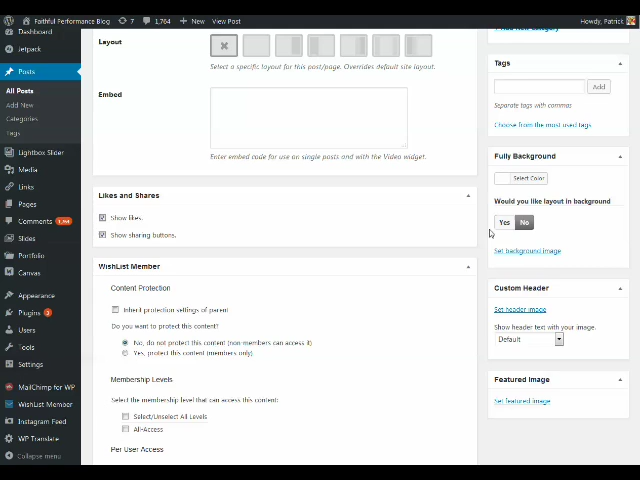 Faithful Performance Blog 7 1,764 + New View Post Howdy, Patrick
Dashboard
Jetpack
Posts
All Posts
Add New
Categories
Tags
Lightbox Slider
Media
Links
Pages
Comments
Slides
Portfolio
Canvas
Appearance
Plugins 3
Users
Tools
Settings
MailChimp for WP
WishList Member
Instagram Feed
WP Translate
Collapse menu
Layout
Select a specific layout for this post/page. Overrides default site layout.
Embed
Enter embed code for use on single posts and with the Video widget.
Likes and Shares
Show likes.
Show sharing buttons.
WishList Member
Content Protection
Inherit protection settings of parent
Do you want to protect this content?
No, do not protect this content (non-members can access it)
Yes, protect this content (members only)
Membership Levels
Select the membership level that can access this content:
Select/Unselect All Levels
All-Access
Per User Access
+ Add New Category
Tags
Add
Separate tags with commas
Choose from the most used tags
Fully Background
Select Color
Would you like layout in background
Yes No
Set background image
Custom Header
Set header image
Show header text with your image.
Default
Featured Image
Set featured image